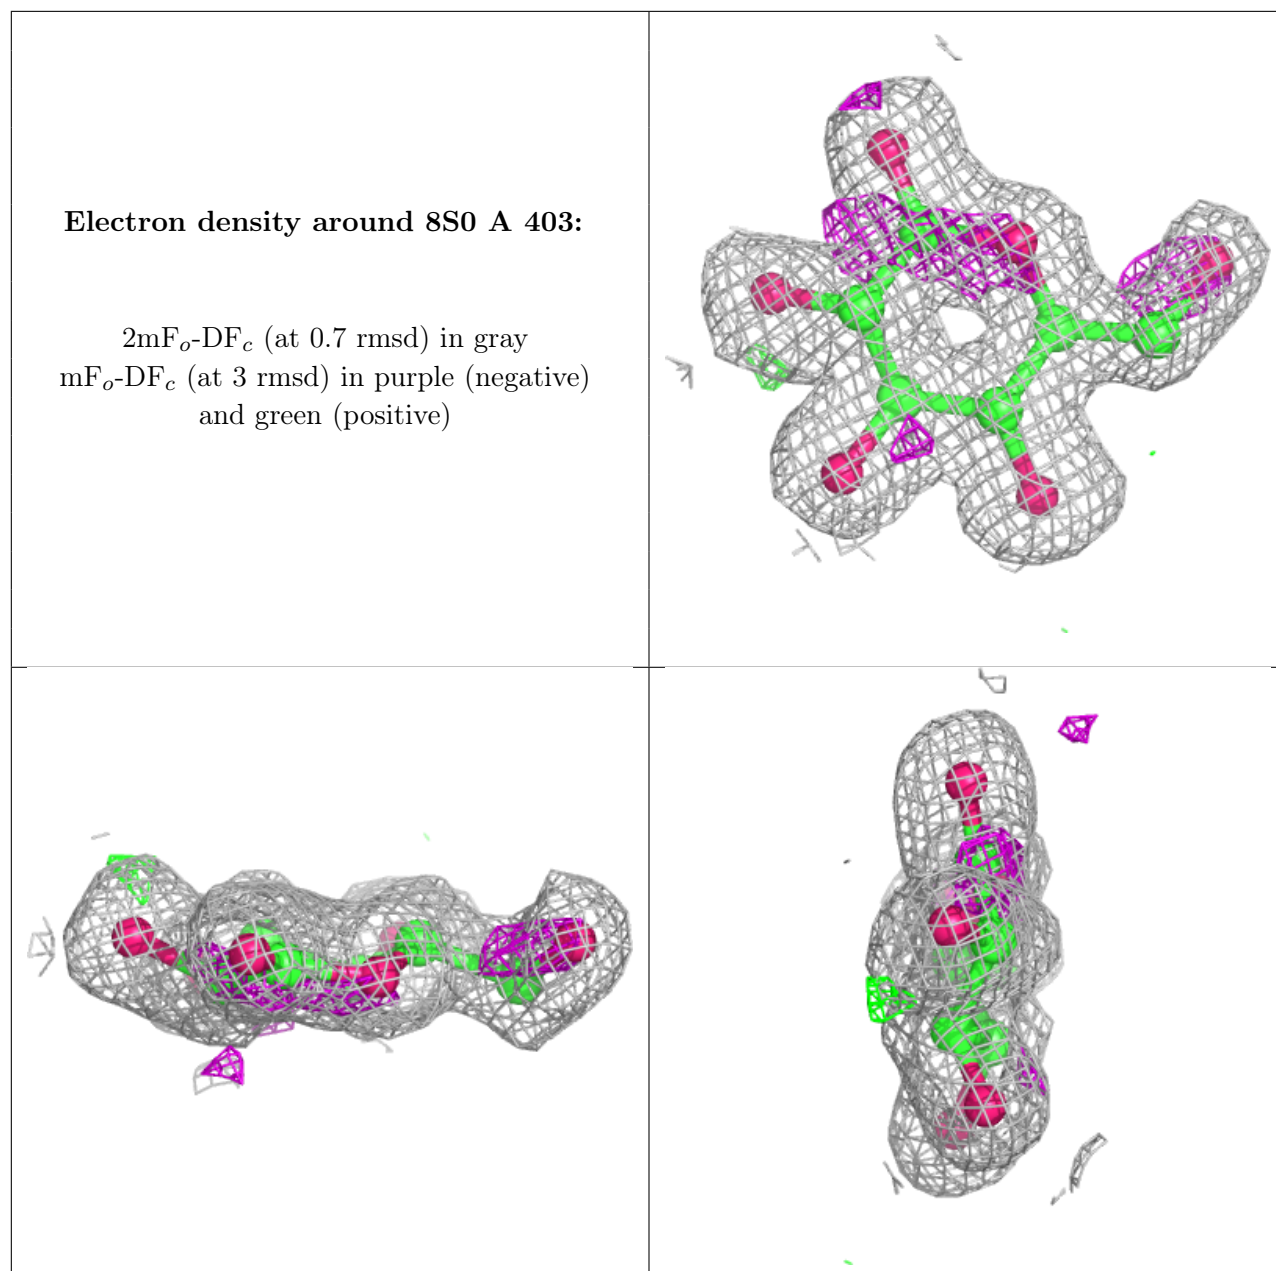 Electron density around 8S0 A 403:
2mFo-DFc (at 0.7 rmsd) in gray
mFo-DFc (at 3 rmsd) in purple (negative)
and green (positive)